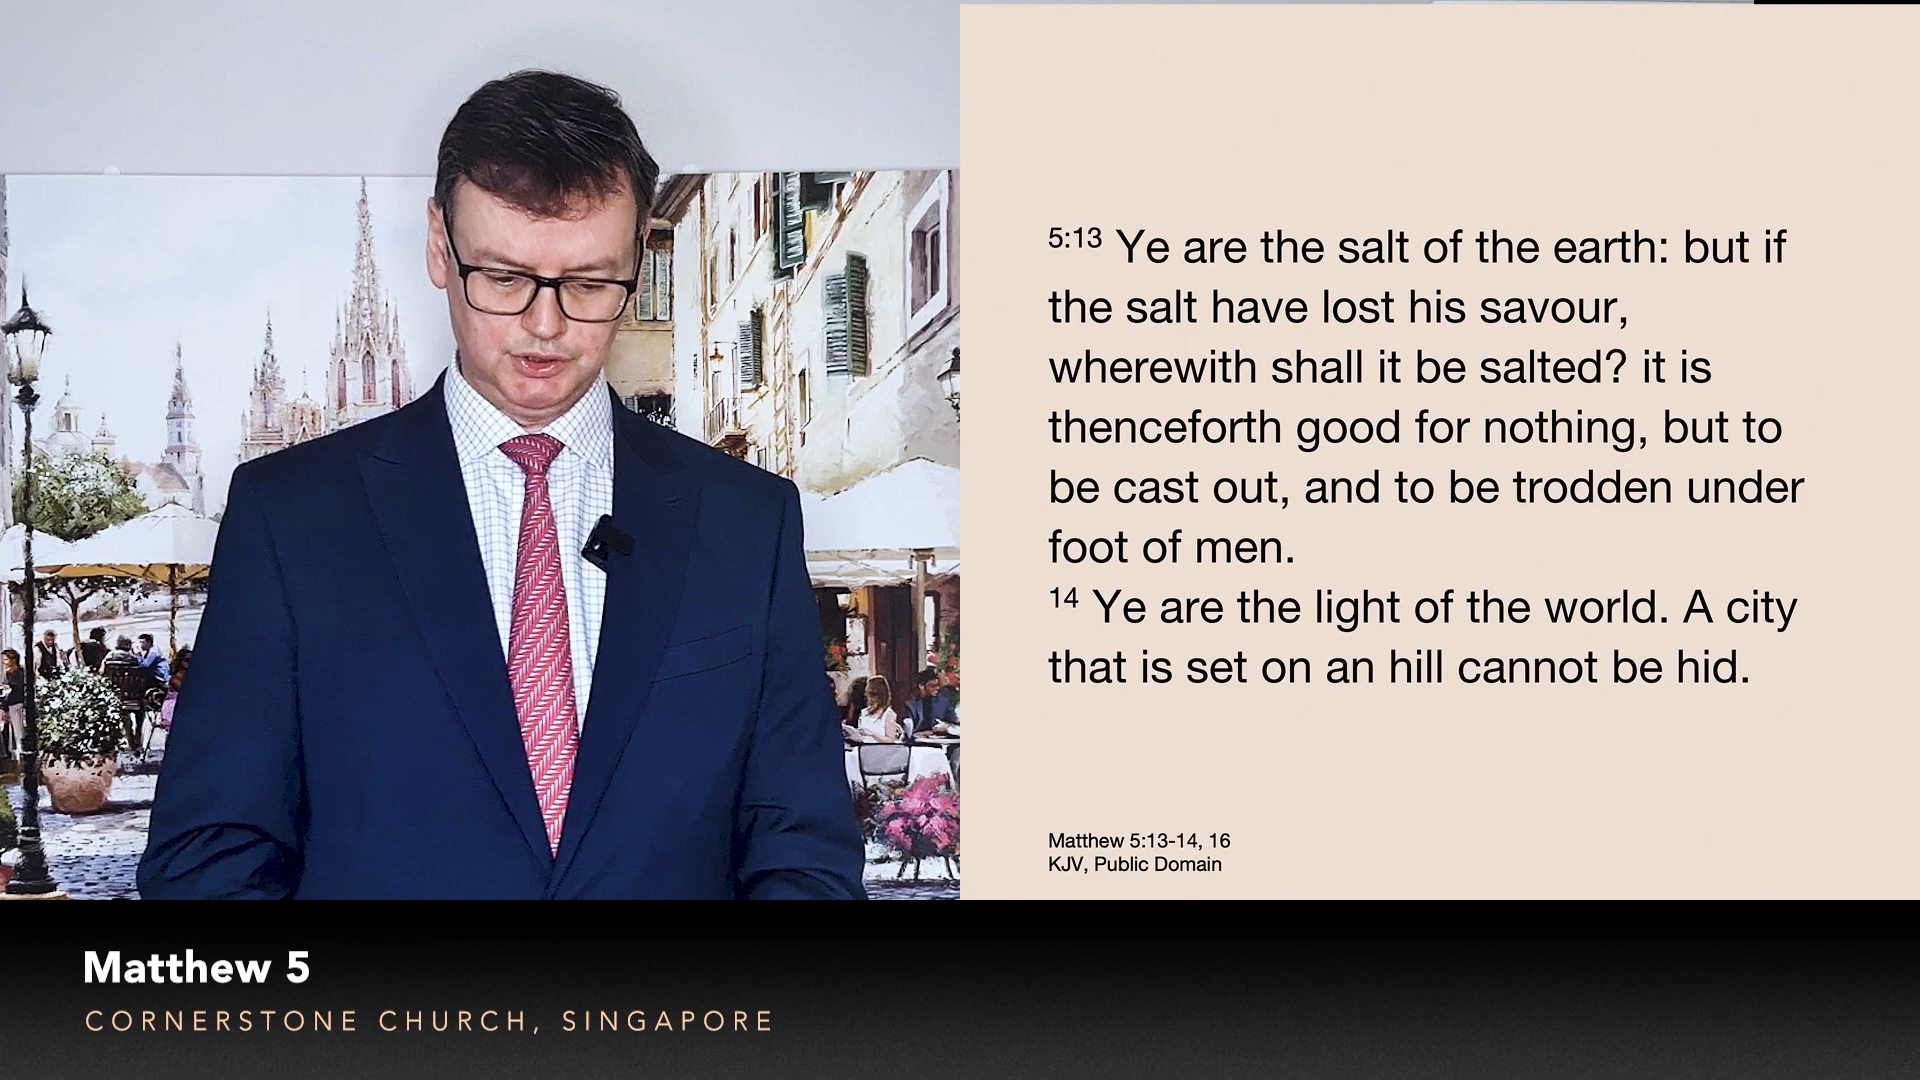 5:13 Ye are the salt of the earth: but if
the salt have lost his savour,
wherewith shall it be salted? it is
thenceforth good for nothing, but to
be cast out, and to be trodden under
foot of men.
14 Ye are the light of the world. A city
that is set on an hill cannot be hid.
Matthew 5:13-14, 16
KJV, Public Domain
Matthew 5
CORNERSTONE CHURCH, SINGAPORE